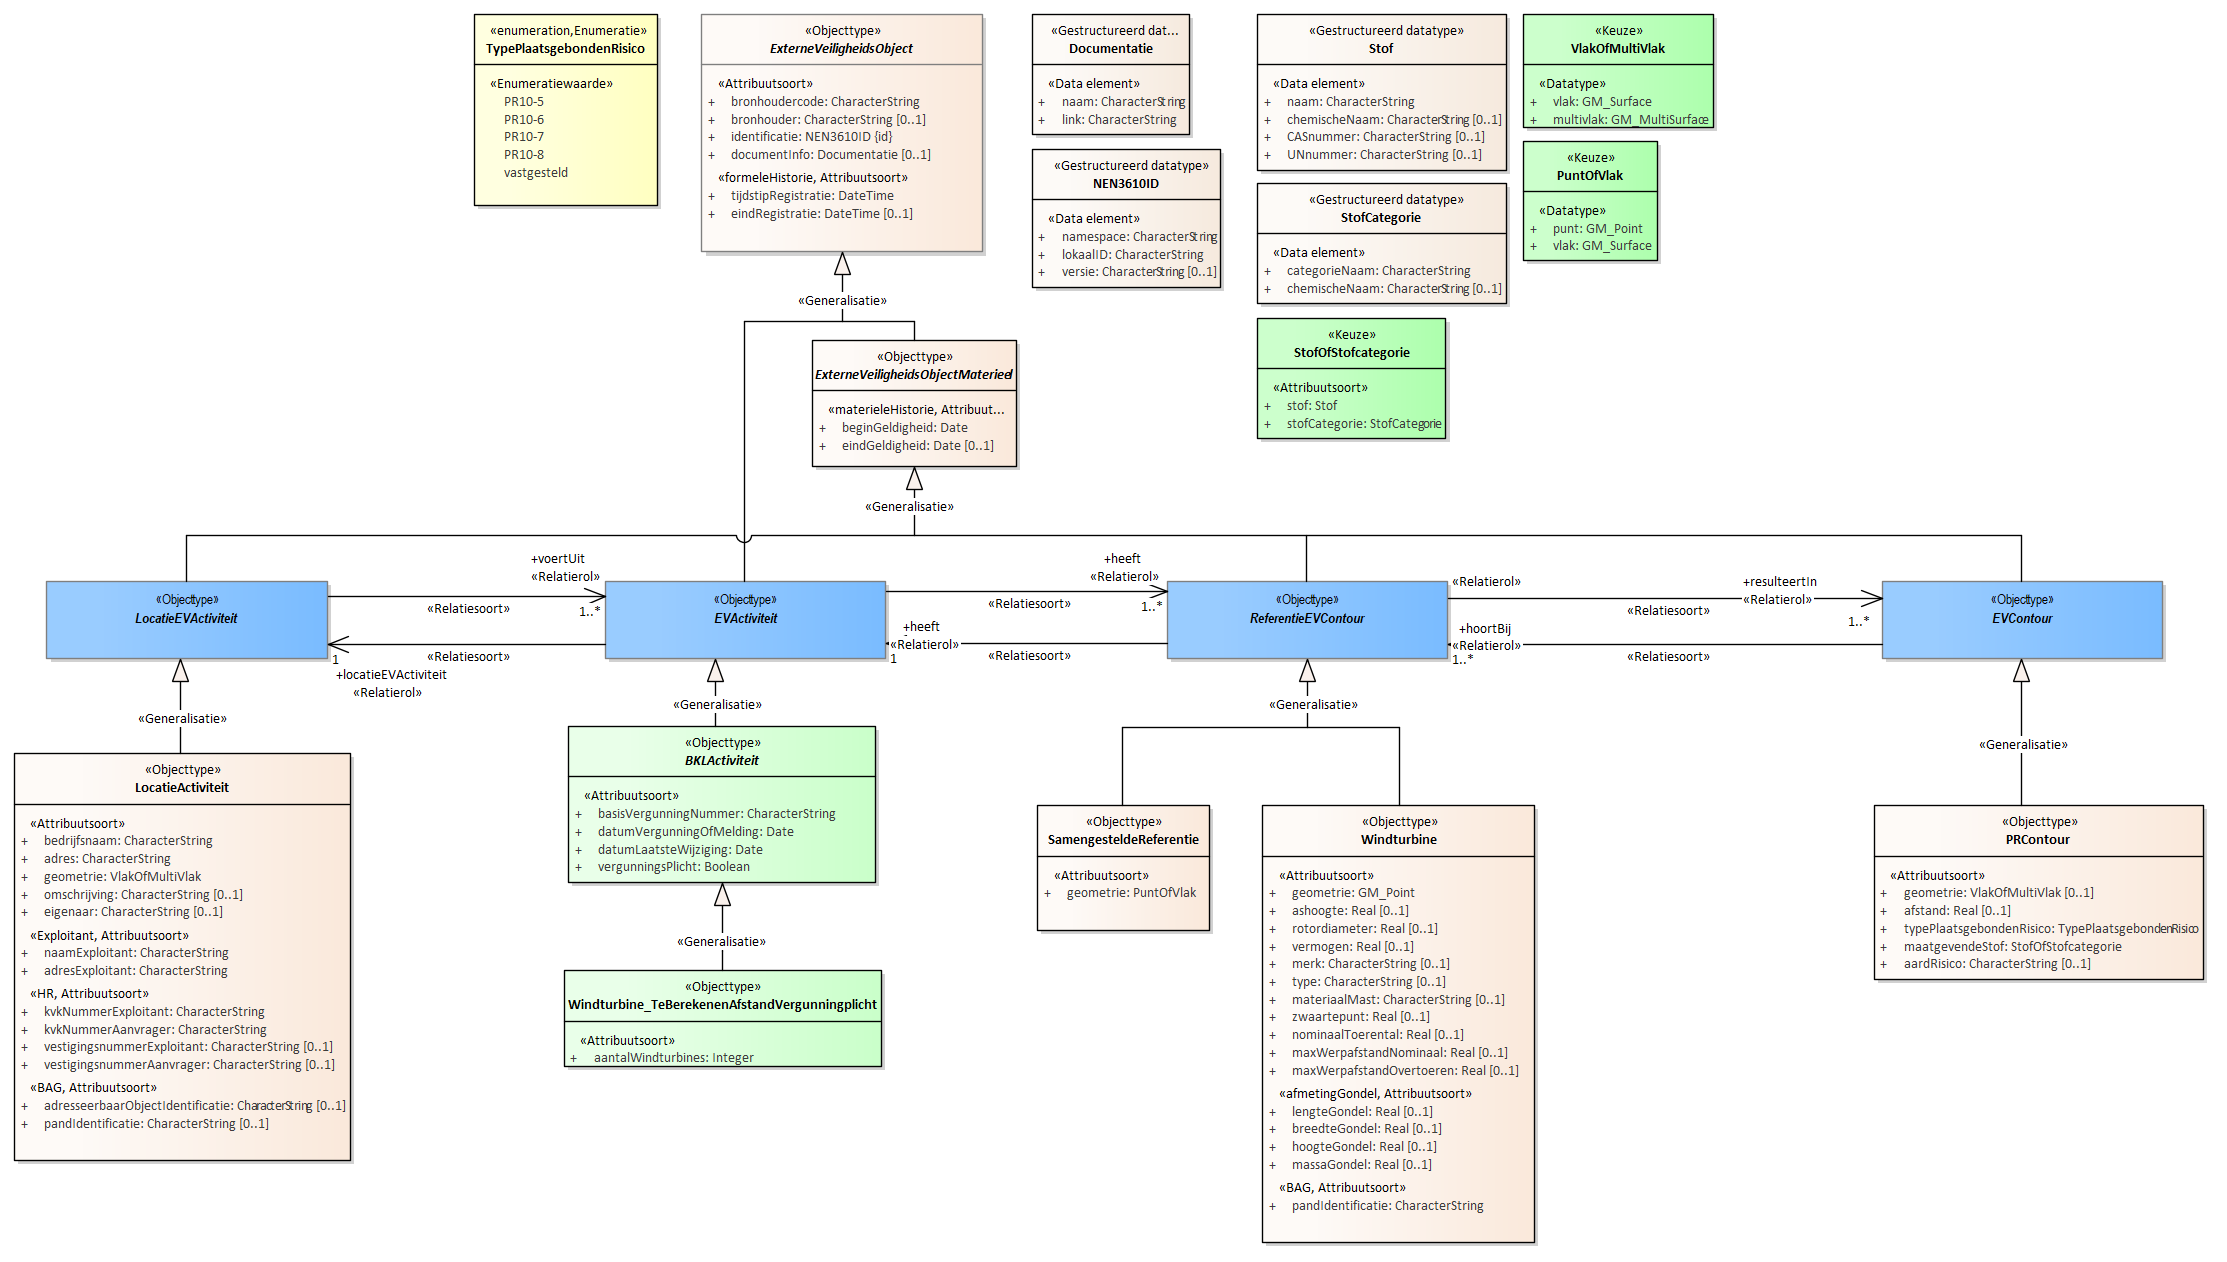 «enumeration,Enumeratie»
TypePlaatsgebondenRisico
«Enumeratiewaarde»
PR10-5
PR10-6
PR10-7
PR10-8
vastgesteld
«Objecttype»
ExterneVeiligheidsObject
«Attribuutsoort»
+ bronhoudercode: CharacterString
+ bronhouder: CharacterString [0..1]
+ identificatie: NEN3610ID {id}
+ documentInfo: Documentatie [0..1]
«formeleHistorie, Attribuutsoort»
+ tijdstipRegistratie: DateTime
+ eindRegistratie: DateTime [0..1]
«Gestructureerd dat...
Documentatie
«Data element»
+ naam: CharacterString
+ link: CharacterString
«Gestructureerd datatype»
NEN3610ID
«Data element»
+ namespace: CharacterString
+ lokaalID: CharacterString
+ versie: CharacterString [0..1]
«Gestructureerd datatype»
Stof
«Data element»
+ naam: CharacterString
+ chemischeNaam: CharacterString [0..1]
+ CASnummer: CharacterString [0..1]
+ UNnummer: CharacterString [0..1]
«Gestructureerd datatype»
StofCategorie
«Data element»
+ categorieNaam: CharacterString
+ chemischeNaam: CharacterString [0..1]
«Keuze»
StofOfStofcategorie
«Attribuutsoort»
+ stof: Stof
+ stofCategorie: StofCategorie
«Keuze»
VlakOfMultiVlak
«Datatype»
+ vlak: GM_Surface
+ multivlak: GM_MultiSurface
«Keuze»
PuntOfVlak
«Datatype»
+ punt: GM_Point
+ vlak: GM_Surface
«Generalisatie»
«Objecttype»
ExterneVeiligheidsObjectMaterieel
«materieleHistorie, Attribuut...
+ beginGeldigheid: Date
+ eindGeldigheid: Date [0..1]
«Generalisatie»
«Objecttype»
LocatieEVActiviteit
+voertUit
«Relatierol»
«Relatiesoort»
1..*
«Relatiesoort»
1
+locatieEVActiviteit
«Relatierol»
«Objecttype»
EVActiviteit
+heeft
«Relatierol»
«Relatiesoort»
1..*
+heeft
«Relatierol»
1
«Relatiesoort»
«Objecttype»
ReferentieEVContour
«Relatierol»
+resulteertIn
«Relatierol»
«Relatiesoort»
1..*
+hoortBij
«Relatierol»
1..*
«Relatiesoort»
«Objecttype»
EVContour
«Generalisatie»
«Generalisatie»
«Generalisatie»
«Generalisatie»
«Objecttype»
LocatieActiviteit
«Attribuutsoort»
+ bedrijfsnaam: CharacterString
+ adres: CharacterString
+ geometrie: VlakOfMultiVlak
+ omschrijving: CharacterString [0..1]
+ eigenaar: CharacterString [0..1]
«Exploitant, Attribuutsoort»
+ naamExploitant: CharacterString
+ adresExploitant: CharacterString
«HR, Attribuutsoort»
+ kvkNummerExploitant: CharacterString
+ kvkNummerAanvrager: CharacterString
+ vestigingsnummerExploitant: CharacterString [0..1]
+ vestigingsnummerAanvrager: CharacterString [0..1]
«BAG, Attribuutsoort»
+ adresseerbaarObjectIdentificatie: CharacterString [0..1]
+ pandIdentificatie: CharacterString [0..1]
«Objecttype»
BKLActiviteit
«Attribuutsoort»
+ basisVergunningNummer: CharacterString
+ datumVergunningOfMelding: Date
+ datumLaatsteWijziging: Date
+ vergunningsPlicht: Boolean
«Generalisatie»
«Objecttype»
Windturbine_TeBerekenenAfstandVergunningplicht
«Attribuutsoort»
+ aantalWindturbines: Integer
«Objecttype»
SamengesteldeReferentie
«Attribuutsoort»
+ geometrie: PuntOfVlak
«Objecttype»
Windturbine
«Attribuutsoort»
+ geometrie: GM_Point
+ ashoogte: Real [0..1]
+ rotordiameter: Real [0..1]
+ vermogen: Real [0..1]
+ merk: CharacterString [0..1]
+ type: CharacterString [0..1]
+ materiaalMast: CharacterString [0..1]
+ zwaartepunt: Real [0..1]
+ nominaalToerental: Real [0..1]
+ maxWerpafstandNominaal: Real [0..1]
+ maxWerpafstandOvertoeren: Real [0..1]
«afmetingGondel, Attribuutsoort»
+ lengteGondel: Real [0..1]
+ breedteGondel: Real [0..1]
+ hoogteGondel: Real [0..1]
+ massaGondel: Real [0..1]
«BAG, Attribuutsoort»
+ pandIdentificatie: CharacterString
«Objecttype»
PRContour
«Attribuutsoort»
+ geometrie: VlakOfMultiVlak [0..1]
+ afstand: Real [0..1]
+ typePlaatsgebondenRisico: TypePlaatsgebondenRisico
+ maatgevendeStof: StofOfStofcategorie
+ aardRisico: CharacterString [0..1]